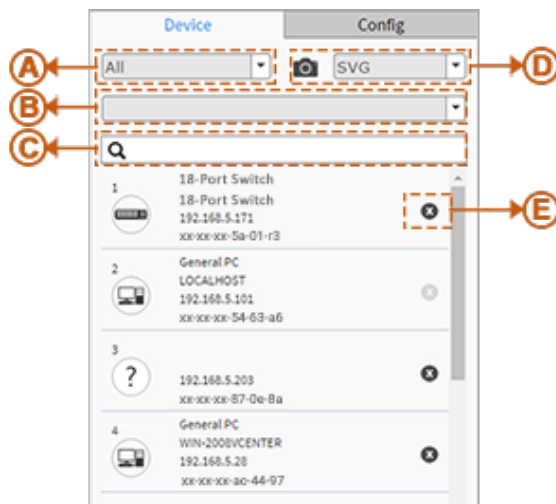 Device Config
A All SVG D
B
C
1 18-Port Switch
18-Port Switch
192.168.5.171
xx-xx-xx-5a-01-r3
E
2 General PC
LOCALHOST
192.168.5.101
xx-xx-xx-54-63-a6
3
?
192.168.5.203
xx-xx-xx-87-0e-8a
4 General PC
WIN-2008VCENTER
192.168.5.28
xx-xx-xx-ac-44-97